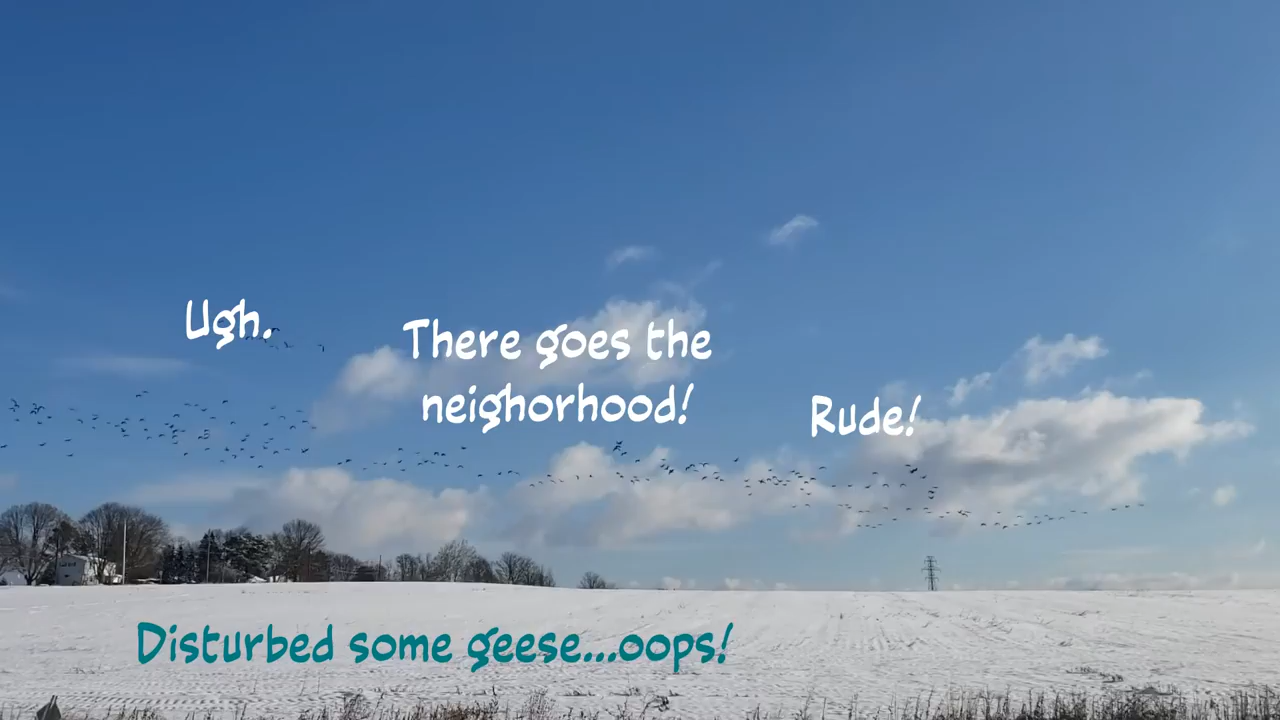 Ugh.
There goes the
neighorhood!
Rude!
Disturbed some geese...oops!